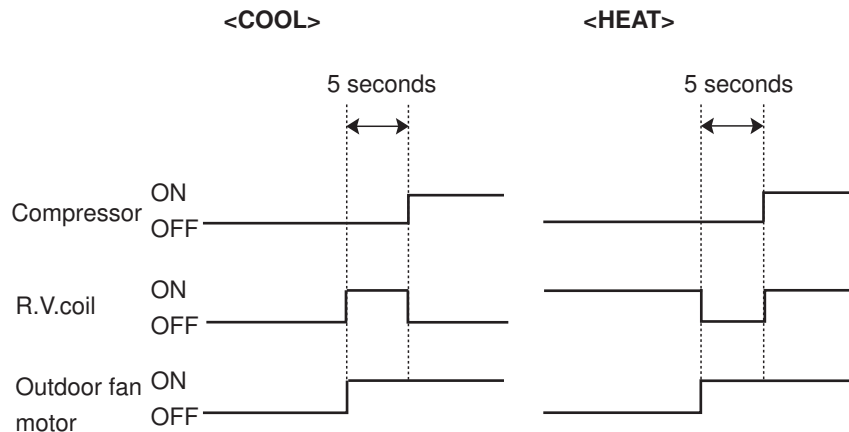 <COOL> <HEAT>
5 seconds 5 seconds
Compressor ON
OFF
R.V.coil ON
OFF
Outdoor fan motor ON
OFF